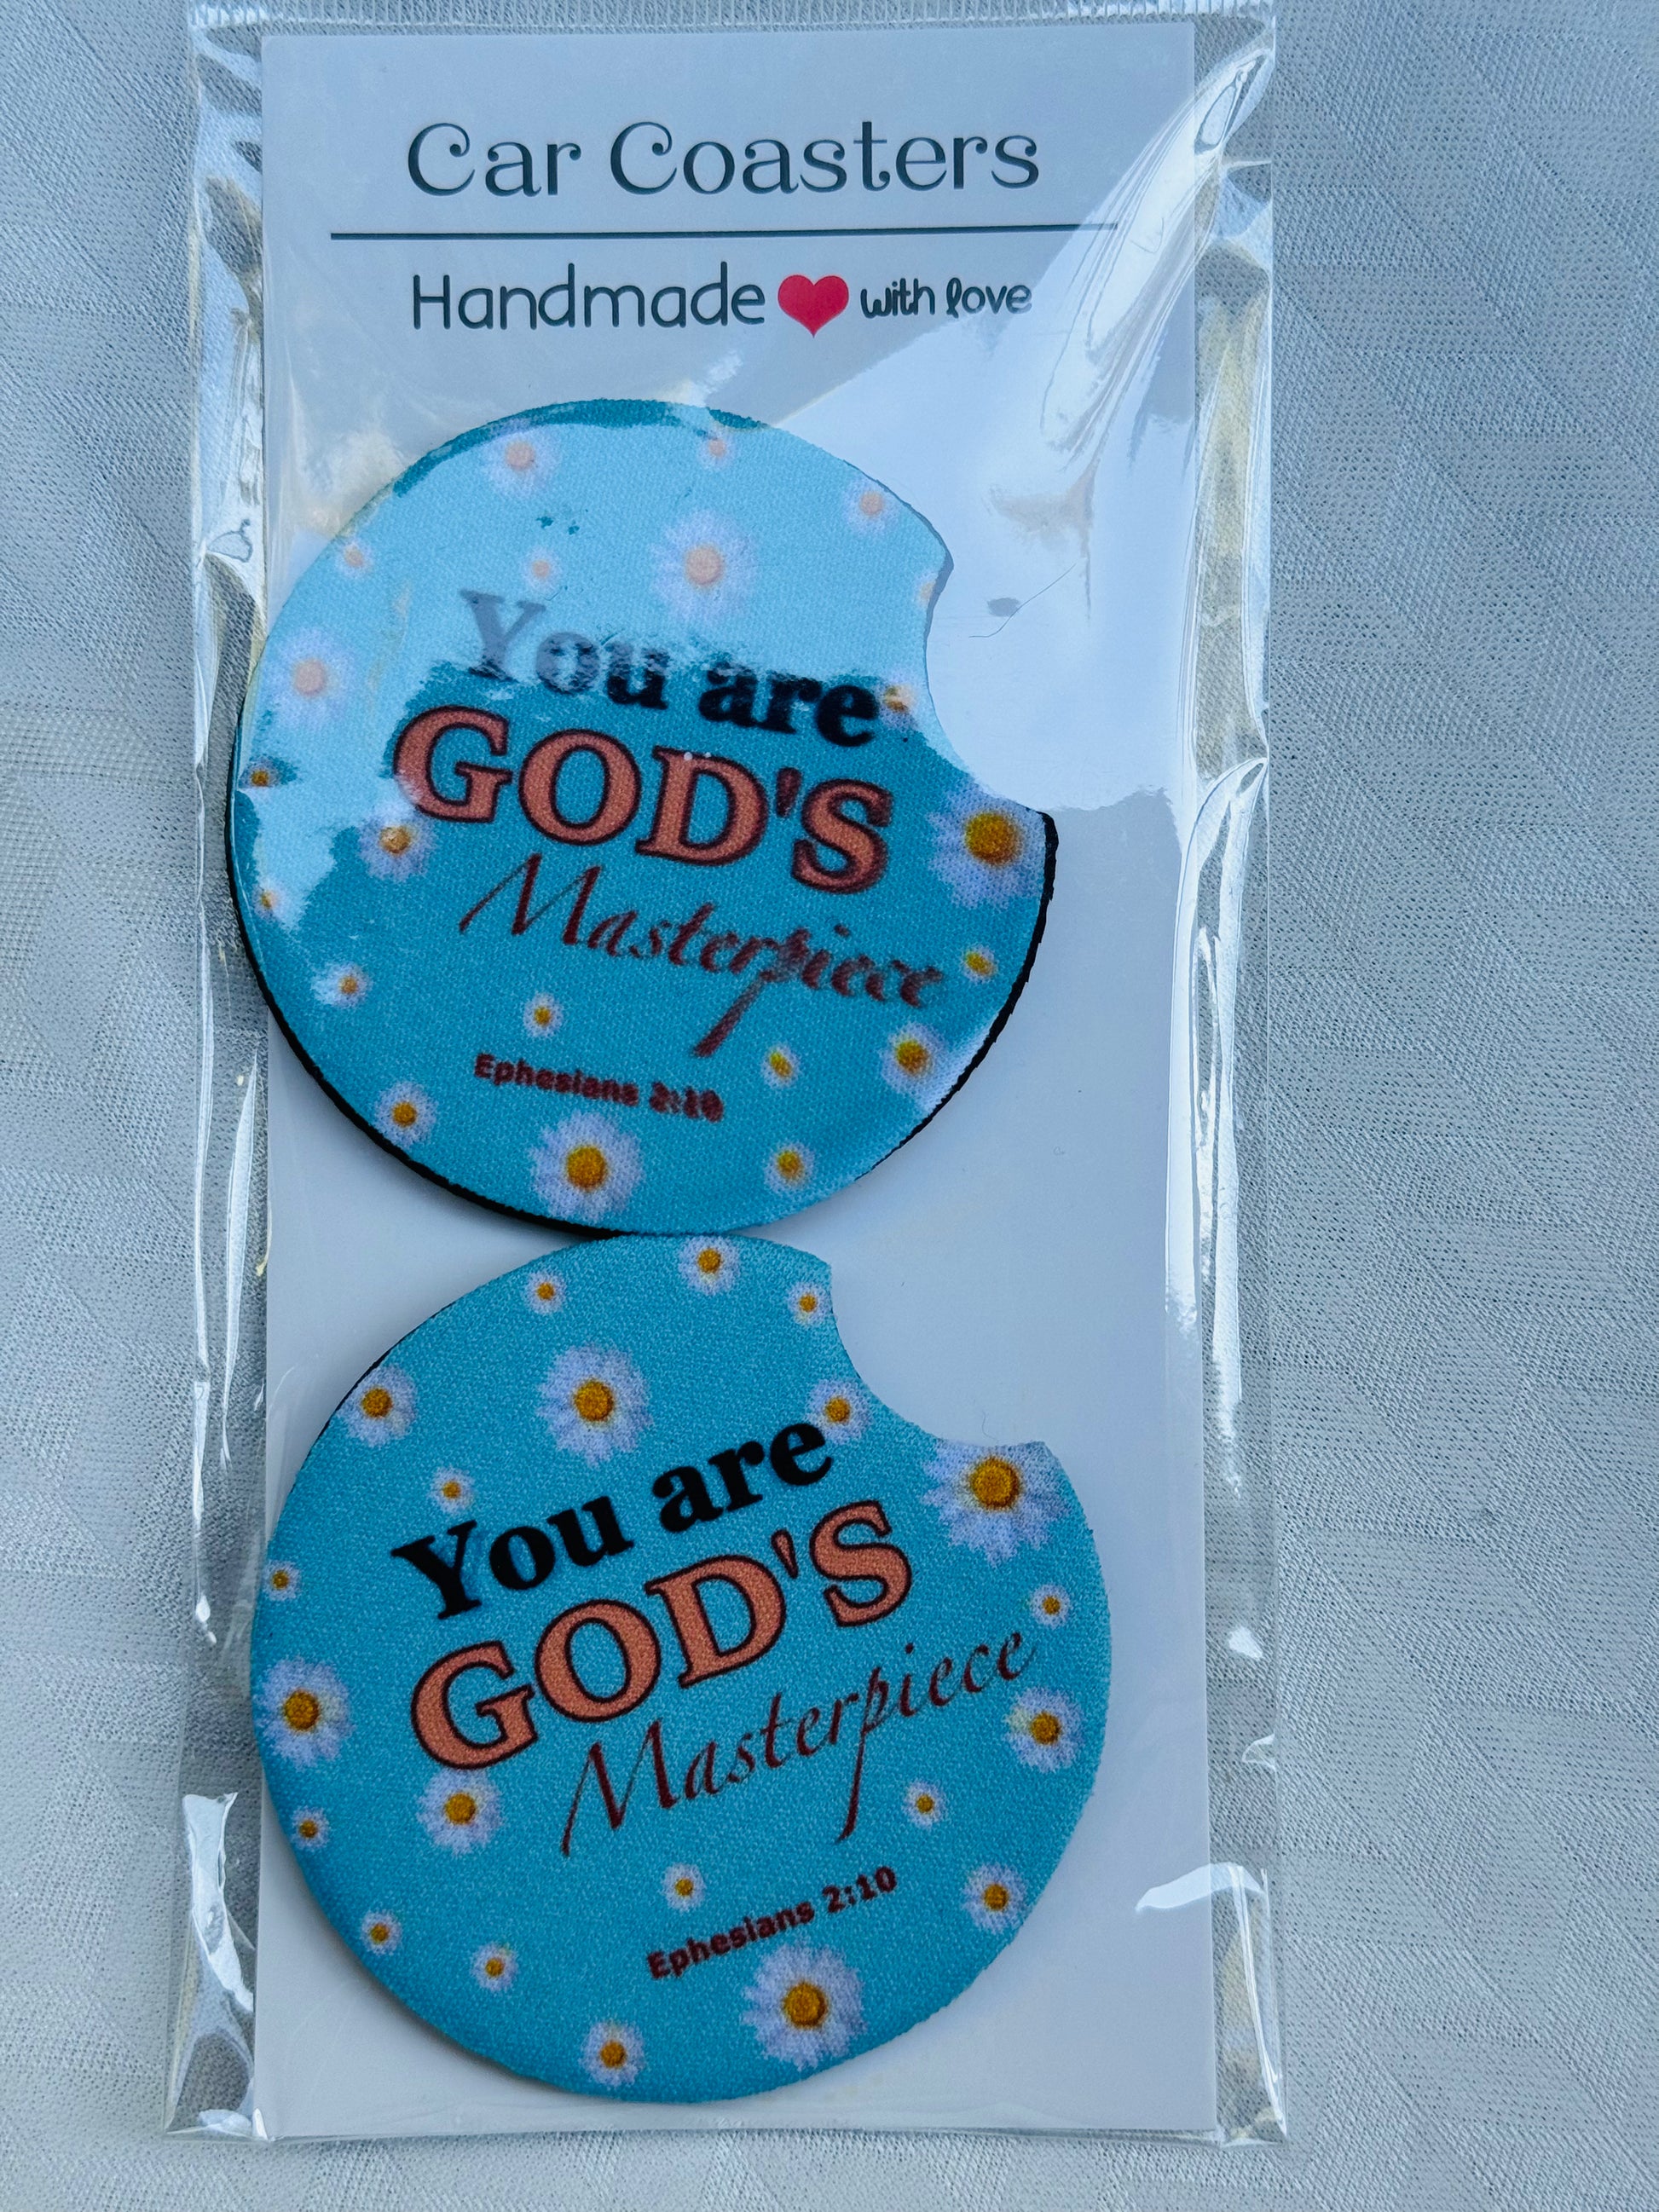 Car Coasters
Handmade with love
You are
GOD'S
Masterpiece
Ephesians 2:10
You are
GOD'S
Masterpiece
Ephesians 2:10